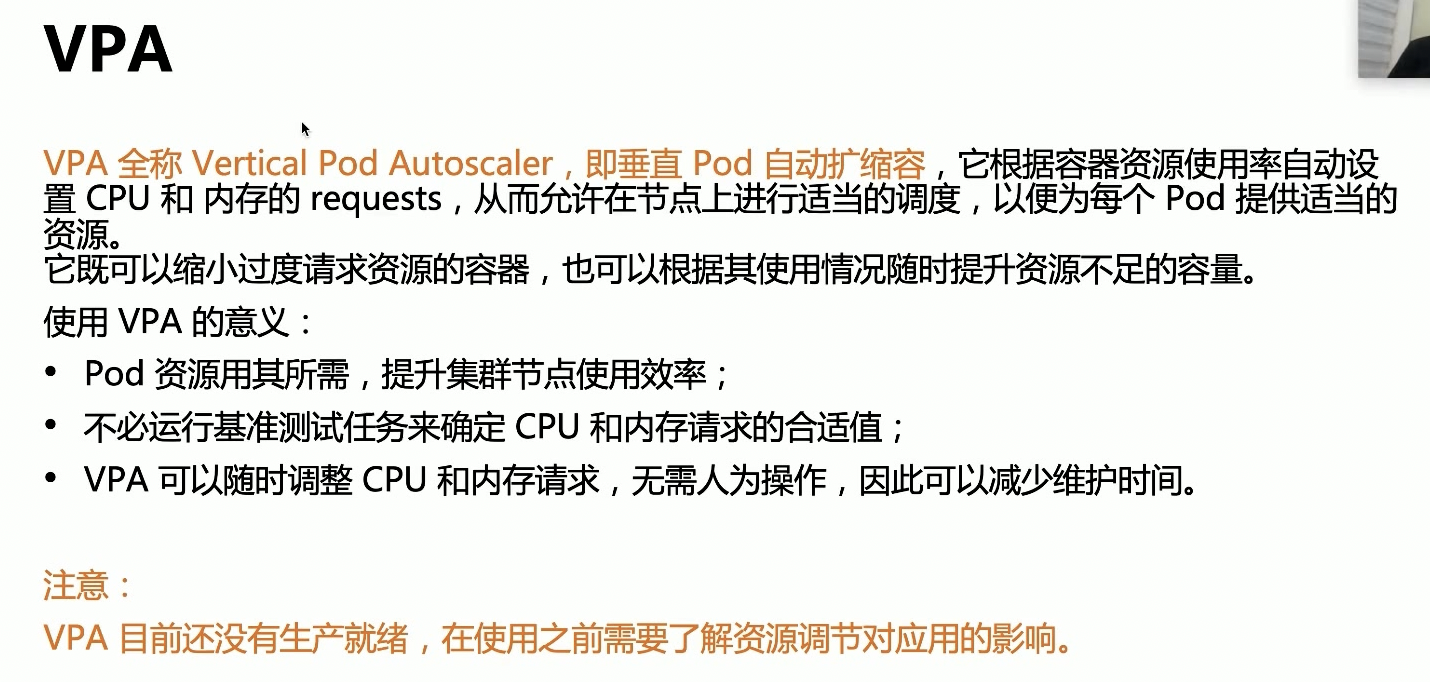 VPA
VPA 全称 Vertical Pod Autoscaler，即垂直 Pod 自动扩缩容，它根据容器资源使用率自动设
置 CPU 和 内存的 requests，从而允许在节点上进行适当的调度，以便为每个 Pod 提供适当的
资源。
它既可以缩小过度请求资源的容器，也可以根据其使用情况随时提升资源不足的容量。
使用 VPA 的意义：
• Pod 资源用其所需，提升集群节点使用效率；
• 不必运行基准测试任务来确定 CPU 和内存请求的合适值；
• VPA 可以随时调整 CPU 和内存请求，无需人为操作，因此可以减少维护时间。
注意：
VPA 目前还没有生产就绪，在使用之前需要了解资源调节对应用的影响。